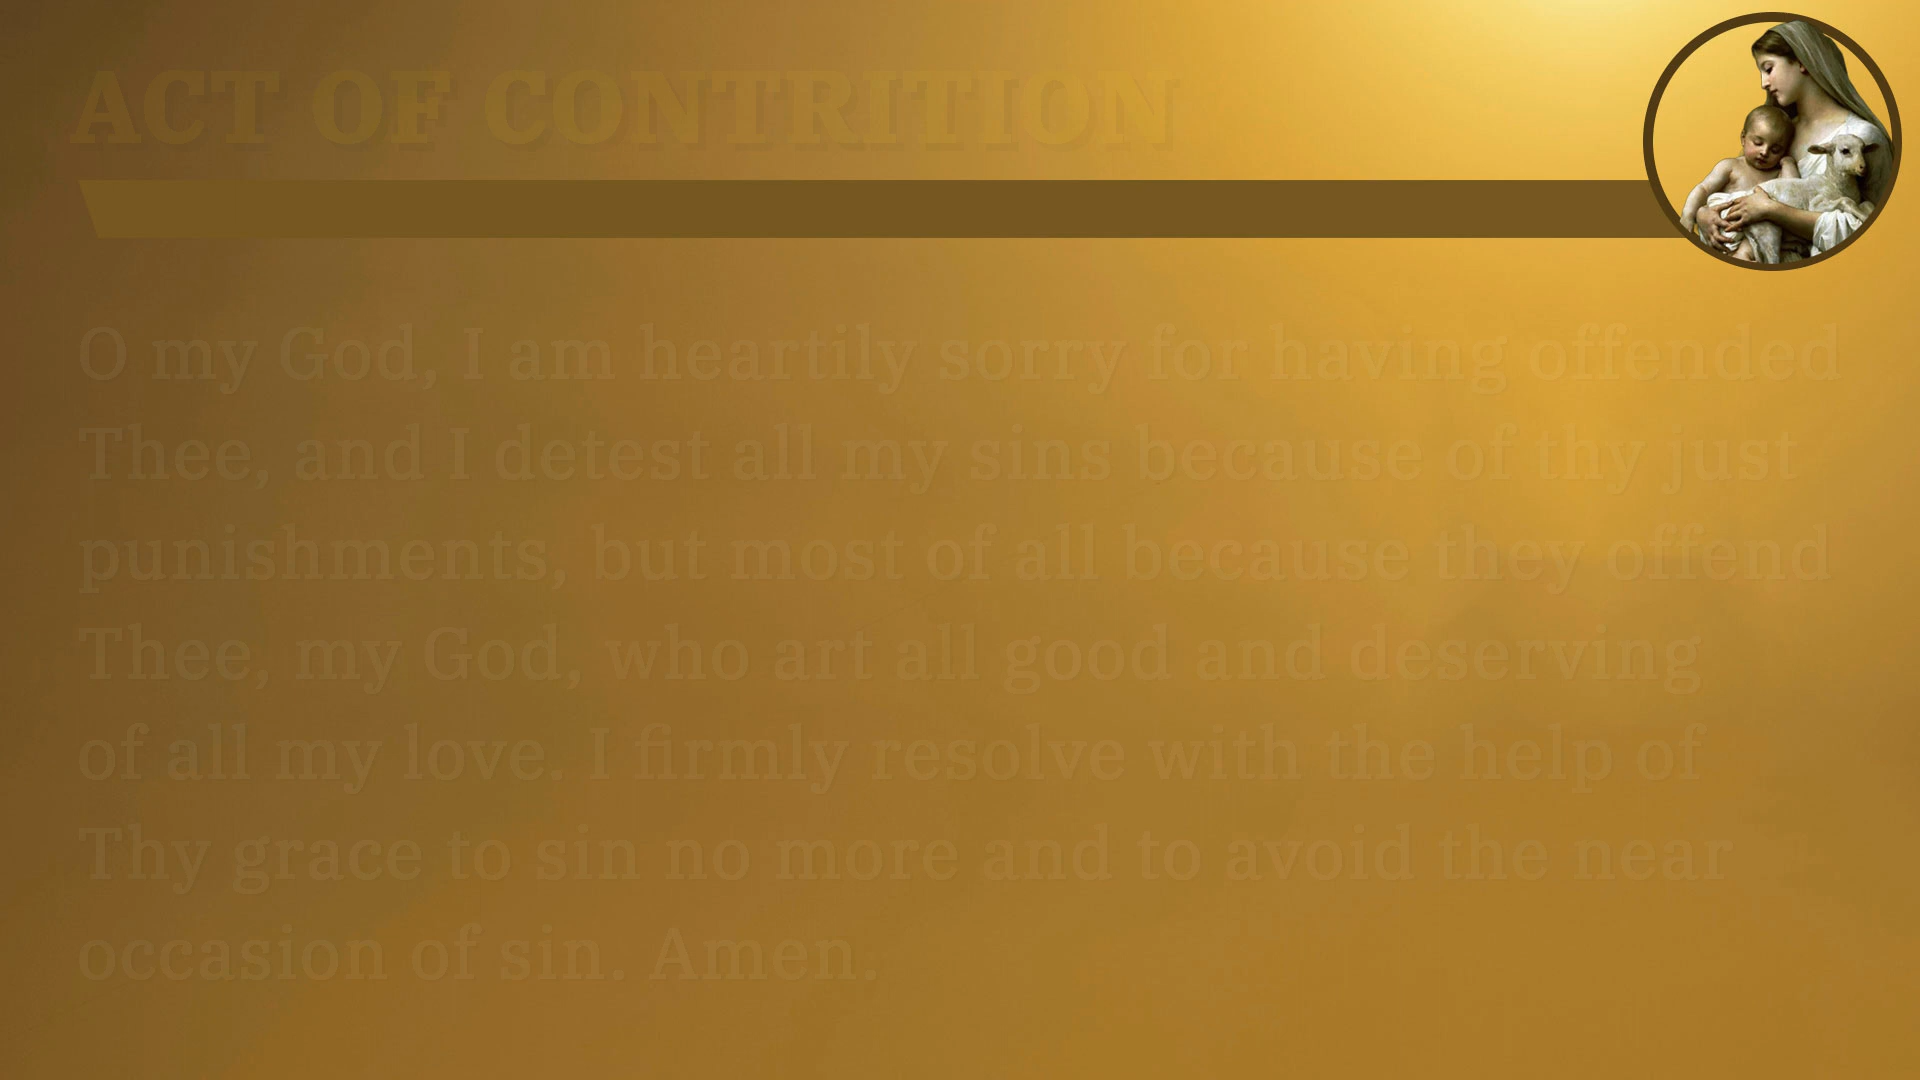 ACT OF CONTRITION
O my God, I am heartily sorry for having offended
Thee, and I detest all my sins because of thy just
punishments, but most of all because they offend
Thee, my God, who art all good and deserving
of all my love. I firmly resolve with the help of
Thy grace to sin no more and to avoid the near
occasion of sin. Amen.